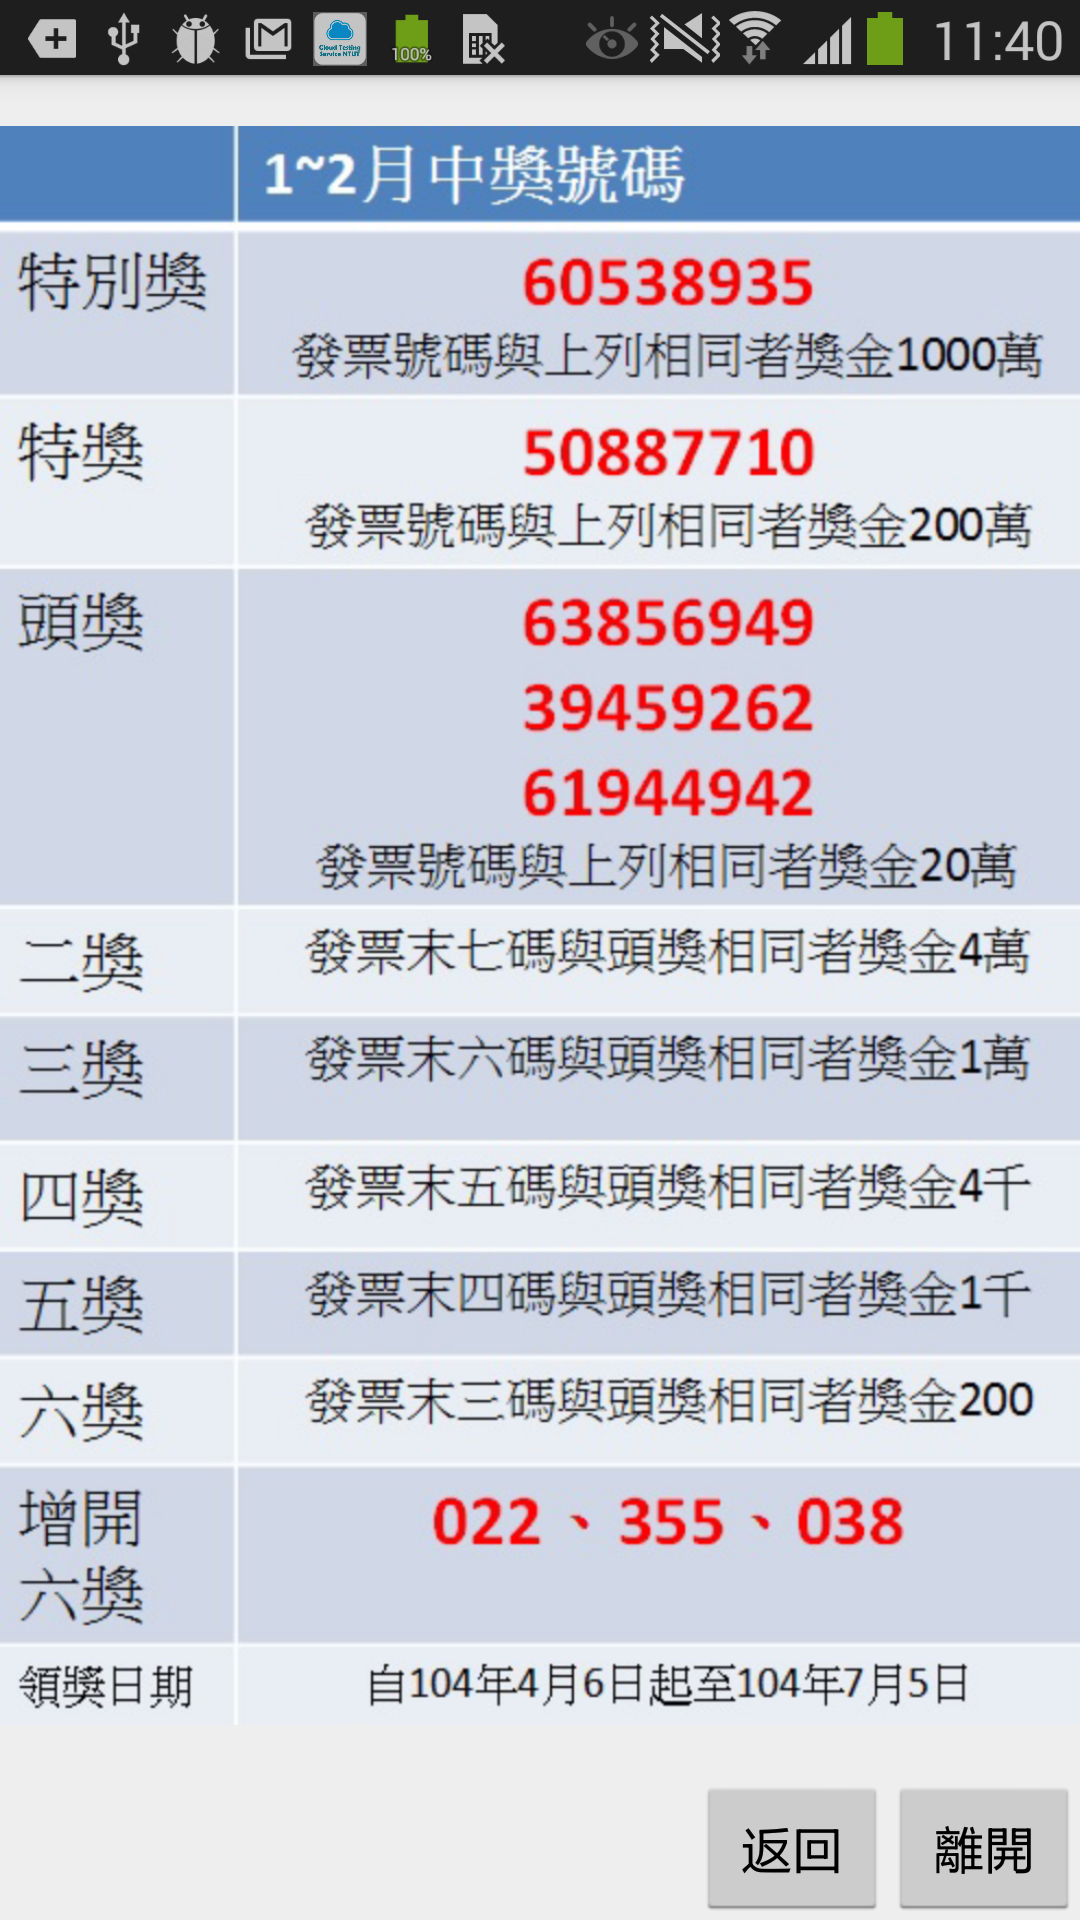 100%
Cloud Testing
Service NTUT
11:40
1~2月中獎號碼
特別獎
60538935
發票號碼與上列相同者獎金1000萬
特獎
50887710
發票號碼與上列相同者獎金200萬
頭獎
63856949
39459262
61944942
發票號碼與上列相同者獎金20萬
二獎
發票末七碼與頭獎相同者獎金4萬
三獎
發票末六碼與頭獎相同者獎金1萬
四獎
發票末五碼與頭獎相同者獎金4千
五獎
發票末四碼與頭獎相同者獎金1千
六獎
發票末三碼與頭獎相同者獎金200
增開
六獎
022、355、038
領獎日期
自104年4月6日起至104年7月5日
返回
離開